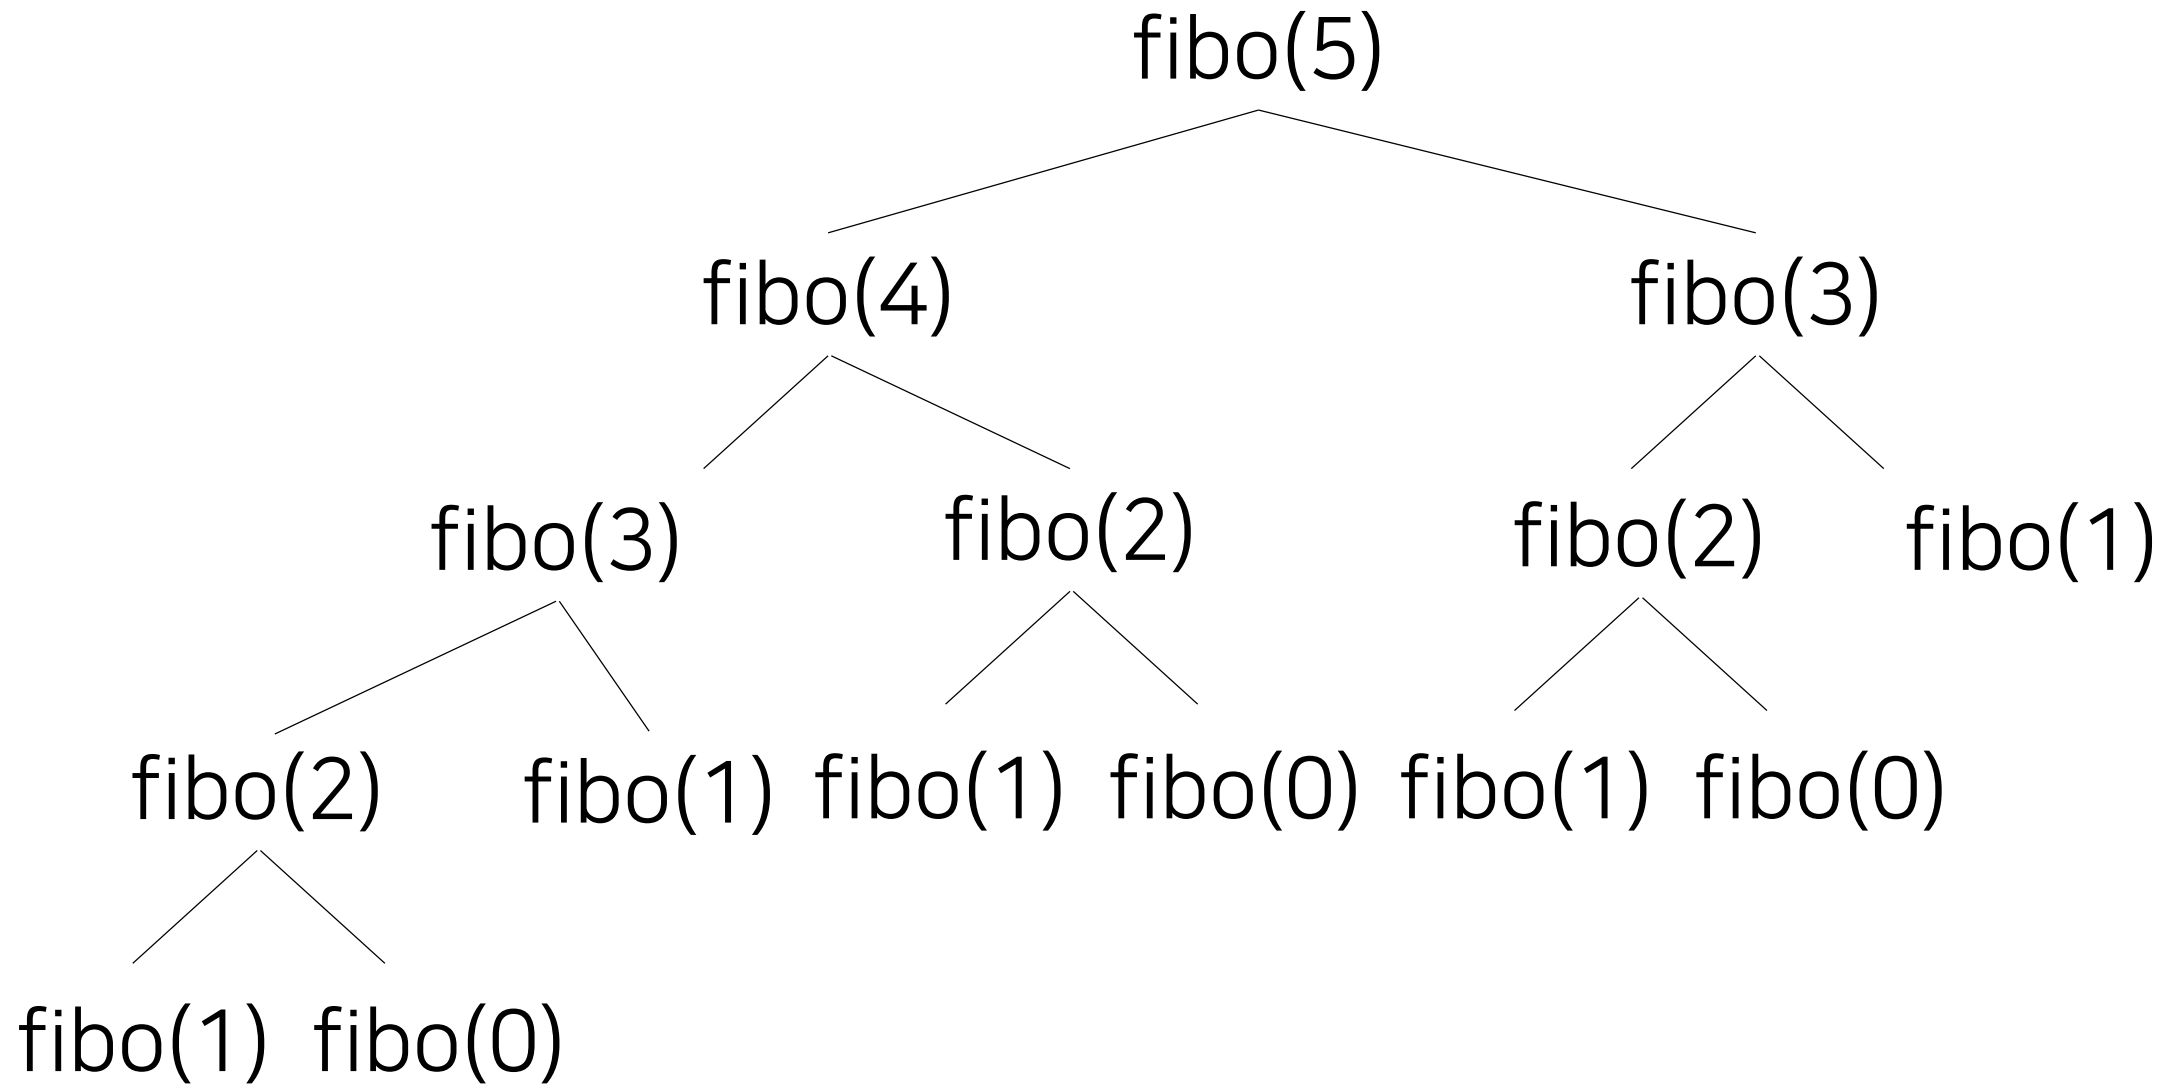 fibo(5)
fibo(4) fibo(3)
fibo(3) fibo(2) fibo(2) fibo(1)
fibo(2) fibo(1) fibo(1) fibo(0) fibo(1) fibo(0)
fibo(1) fibo(0)